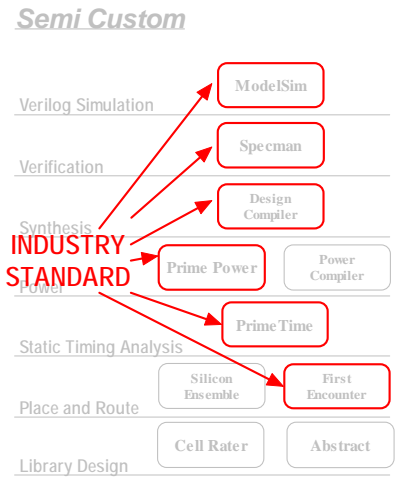 Semi Custom
ModelSim
Verilog Simulation
Specman
Verification
Design
Compiler
Synthesis
INDUSTRY
STANDARD
Prime Power
Power
Compiler
Power
PrimeTime
Static Timing Analysis
Silicon
Ensemble
First
Encounter
Place and Route
Cell Rater
Abstract
Library Design